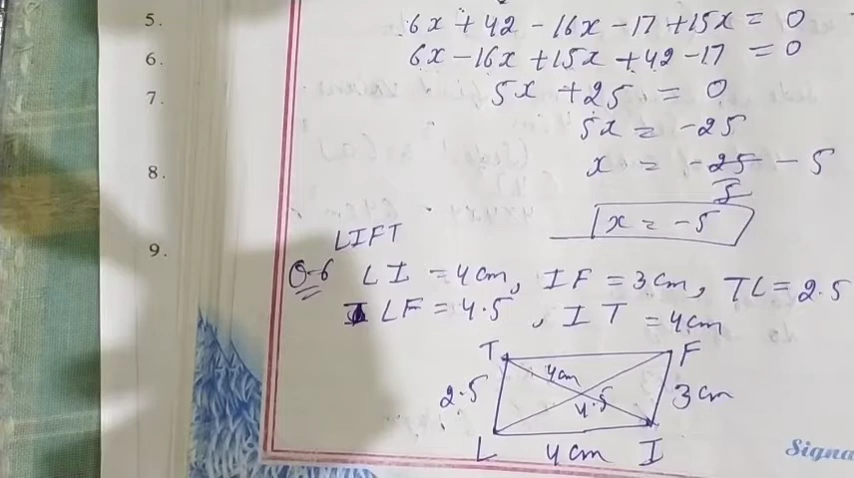 5.
6.
7.
8.
9.
6x + 42 - 16x - 17 + 15x = 0
6x - 16x + 15x + 42 - 17 = 0
5x + 25 = 0
5x = -25
x = -25 - 5
5
x = -5
LIFT
Q-6 LI = 4cm, IF = 3cm, TL = 2.5
LF = 4.5 , IT = 4cm
T F
4cm
2.5 4.5 3cm
L 4cm I
Signa